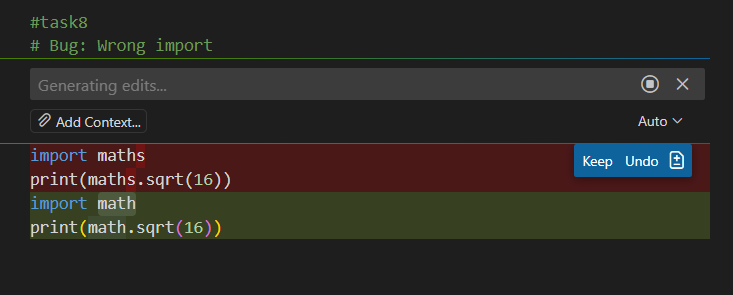 #task8
# Bug: Wrong import
Generating edits...
Add Context...
Auto
import maths
Keep Undo
print(maths.sqrt(16))
import math
print(math.sqrt(16))